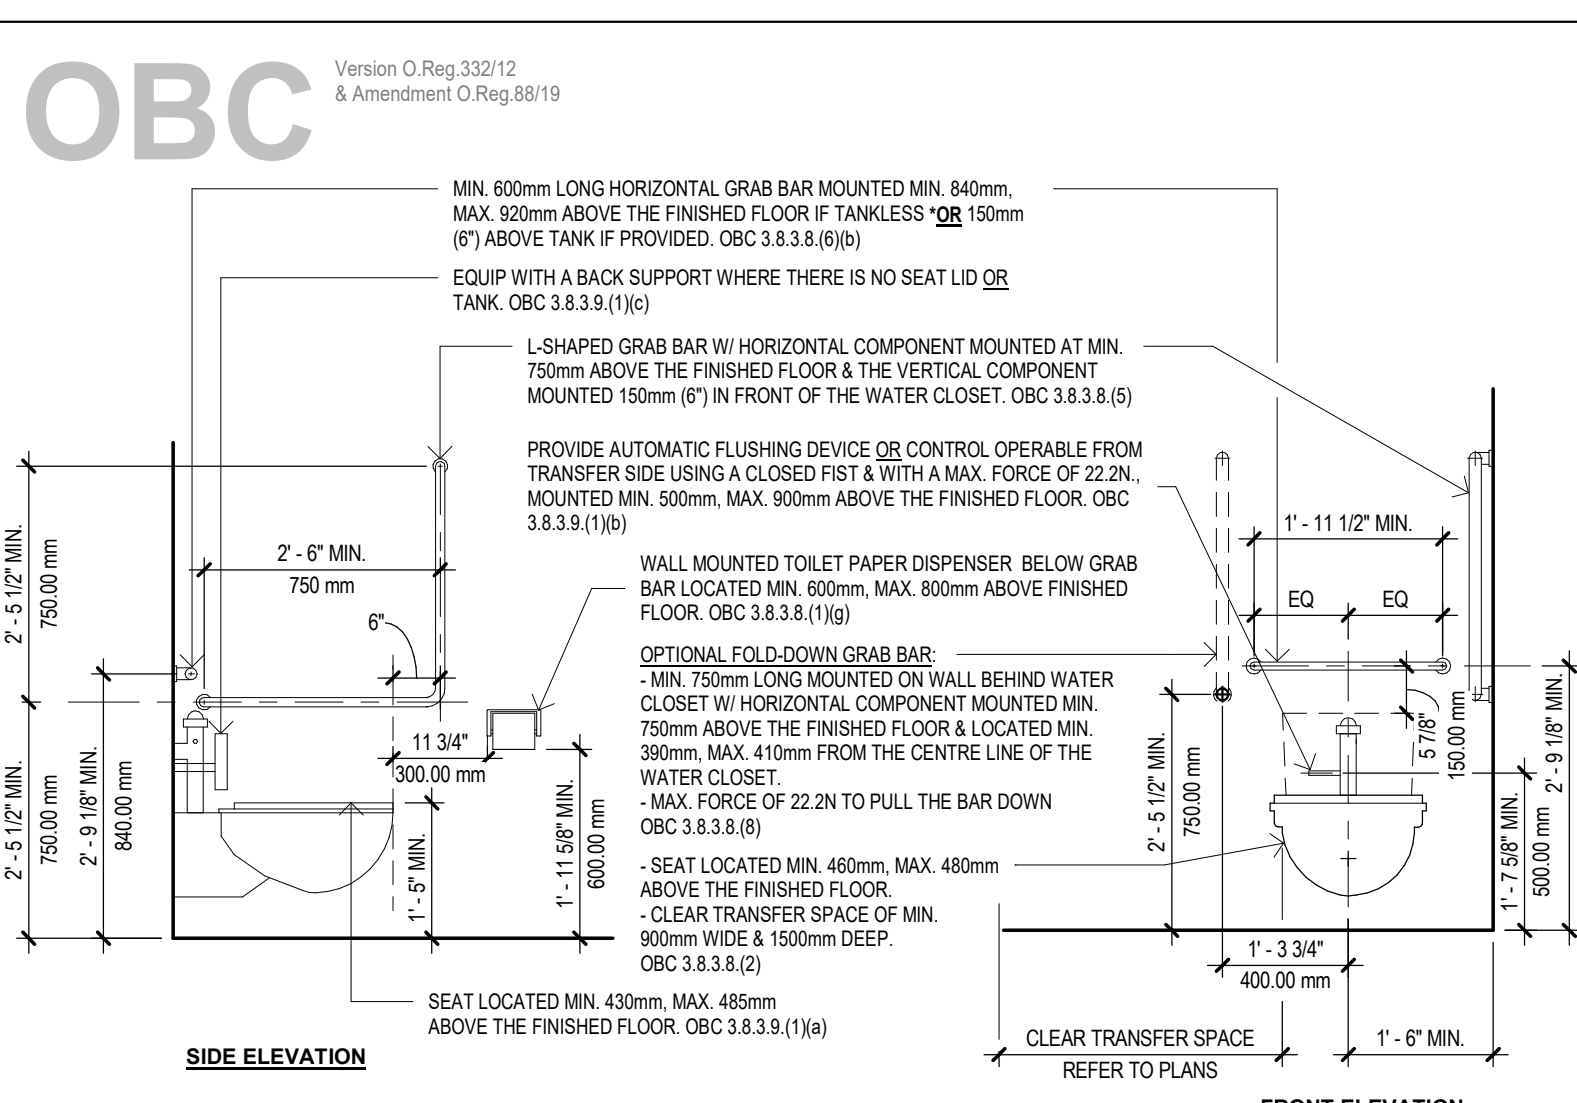 OBC
Version O.Reg.332/12
& Amendment O.Reg.88/19
MIN. 600mm LONG HORIZONTAL GRAB BAR MOUNTED MIN. 840mm,
MAX. 920mm ABOVE THE FINISHED FLOOR IF TANKLESS *OR 150mm
(6") ABOVE TANK IF PROVIDED. OBC 3.8.3.8.(6)(b)
EQUIP WITH A BACK SUPPORT WHERE THERE IS NO SEAT LID OR
TANK. OBC 3.8.3.9.(1)(c)
L-SHAPED GRAB BAR W/ HORIZONTAL COMPONENT MOUNTED AT MIN.
750mm ABOVE THE FINISHED FLOOR & THE VERTICAL COMPONENT
MOUNTED 150mm (6") IN FRONT OF THE WATER CLOSET. OBC 3.8.3.8.(5)
PROVIDE AUTOMATIC FLUSHING DEVICE OR CONTROL OPERABLE FROM
TRANSFER SIDE USING A CLOSED FIST & WITH A MAX. FORCE OF 22.2N.,
MOUNTED MIN. 500mm, MAX. 900mm ABOVE THE FINISHED FLOOR. OBC
3.8.3.9.(1)(b)
WALL MOUNTED TOILET PAPER DISPENSER BELOW GRAB
BAR LOCATED MIN. 600mm, MAX. 800mm ABOVE FINISHED
FLOOR. OBC 3.8.3.8.(1)(g)
OPTIONAL FOLD-DOWN GRAB BAR:
- MIN. 750mm LONG MOUNTED ON WALL BEHIND WATER
CLOSET W/ HORIZONTAL COMPONENT MOUNTED MIN.
750mm ABOVE THE FINISHED FLOOR & LOCATED MIN.
390mm, MAX. 410mm FROM THE CENTRE LINE OF THE
WATER CLOSET.
- MAX. FORCE OF 22.2N TO PULL THE BAR DOWN
OBC 3.8.3.8.(8)
- SEAT LOCATED MIN. 460mm, MAX. 480mm
ABOVE THE FINISHED FLOOR.
- CLEAR TRANSFER SPACE OF MIN.
900mm WIDE & 1500mm DEEP.
OBC 3.8.3.8.(2)
SEAT LOCATED MIN. 430mm, MAX. 485mm
ABOVE THE FINISHED FLOOR. OBC 3.8.3.9.(1)(a)
2' - 5 1/2" MIN.
750.00 mm
2' - 6" MIN.
750 mm
6"
2' - 5 1/2" MIN.
750.00 mm
2' - 9 1/8" MIN.
840.00 mm
11 3/4"
300.00 mm
1' - 5" MIN.
1' - 11 5/8" MIN.
600.00 mm
SIDE ELEVATION
1' - 11 1/2" MIN.
EQ
EQ
5 7/8"
150.00 mm
2' - 5 1/2" MIN.
750.00 mm
1' - 7 5/8" MIN.
500.00 mm
2' - 9 1/8" MIN.
1' - 3 3/4"
400.00 mm
CLEAR TRANSFER SPACE
REFER TO PLANS
1' - 6" MIN.
FRONT ELEVATION